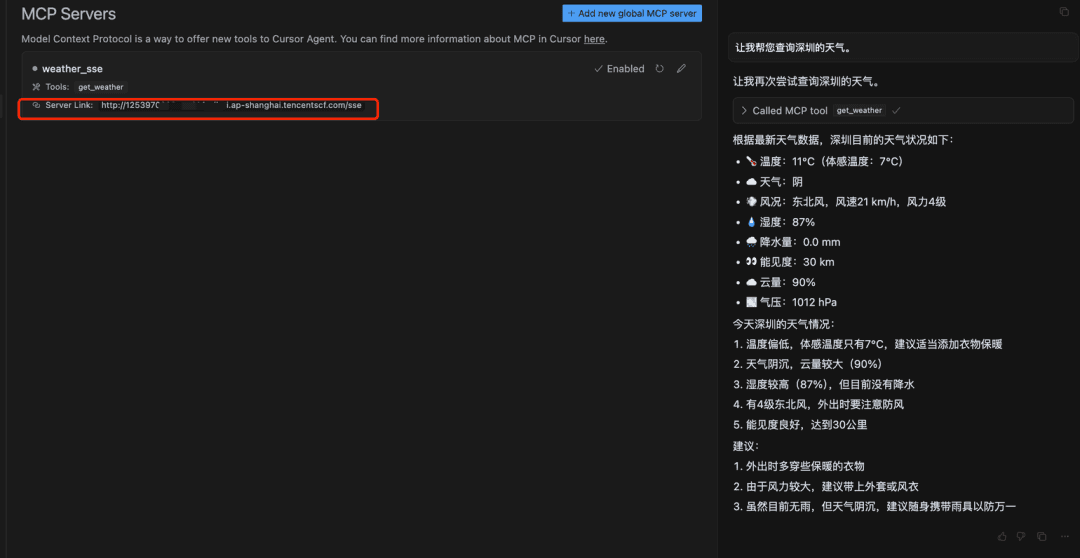 MCP Servers
+ Add new global MCP server
Model Context Protocol is a way to offer new tools to Cursor Agent. You can find more information about MCP in Cursor here.
weather_sse
Enabled
Tools: get_weather
Server Link: http://1253970 i.ap-shanghai.tencentscf.com/sse
让我帮您查询深圳的天气。
让我再次尝试查询深圳的天气。
Called MCP tool get_weather
根据最新天气数据，深圳目前的天气状况如下：
• 🌡️ 温度：11°C（体感温度：7°C）
• ☁️ 天气：阴
• 💨 风况：东北风，风速21 km/h，风力4级
• 💧 湿度：87%
• 🌧️ 降水量：0.0 mm
• 👀 能见度：30 km
• ☁️ 云量：90%
• 气压：1012 hPa
今天深圳的天气情况：
1. 温度偏低，体感温度只有7°C，建议适当添加衣物保暖
2. 天气阴沉，云量较大（90%）
3. 湿度较高（87%），但目前没有降水
4. 有4级东北风，外出时要注意防风
5. 能见度良好，达到30公里
建议：
1. 外出时多穿些保暖的衣物
2. 由于风力较大，建议带上外套或风衣
3. 虽然目前无雨，但天气阴沉，建议随身携带雨具以防万一